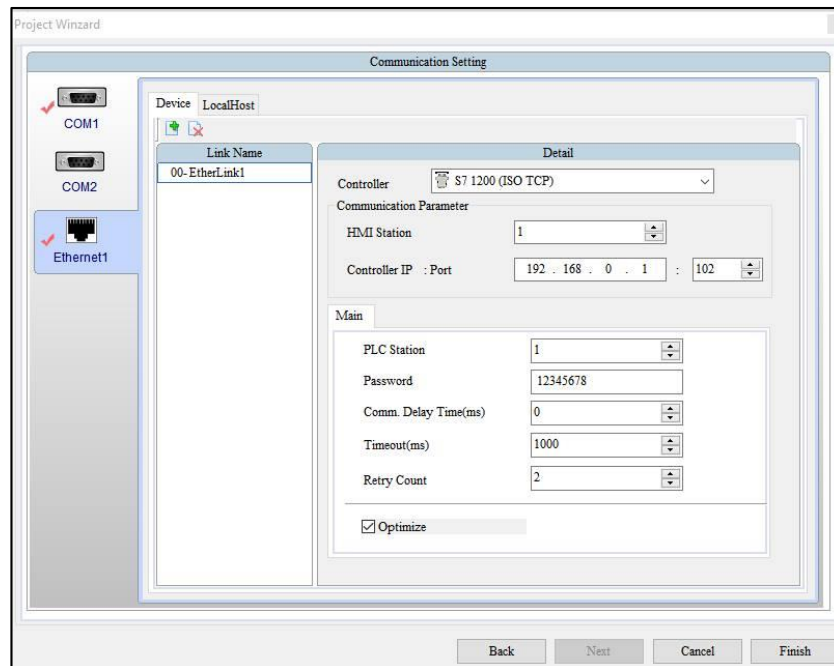 Project Winzard
Communication Setting
COM1
COM2
Ethernet1
Device LocalHost
Link Name
00-EtherLink1
Detail
Controller S7 1200 (ISO TCP)
Communication Parameter
HMI Station 1
Controller IP : Port 192 . 168 . 0 . 1 : 102
Main
PLC Station 1
Password 12345678
Comm. Delay Time(ms) 0
Timeout(ms) 1000
Retry Count 2
Optimize
Back Next Cancel Finish